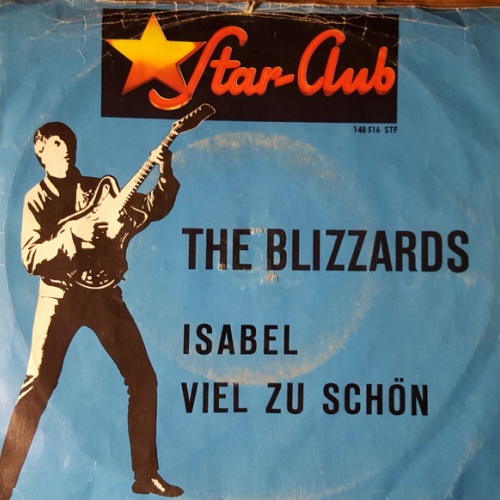 Star-Club
148 516 STF
THE BLIZZARDS
ISABEL
VIEL ZU SCHÖN